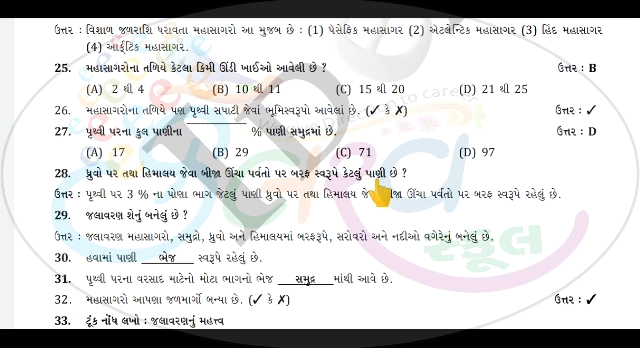 ઉત્તર : વિશાળ જળરાશિ ધરાવતા મહાસાગરો આ મુજબ છે : (1) પેસેફિક મહાસાગર (2) એટલેન્ટિક મહાસાગર (3) હિંદ મહાસાગર
(4) આર્ક્ટિક મહાસાગર.
25. મહાસાગરોના તળિયે કેટલા કિમી ઊંડી ખાઈઓ આવેલી છે ? ઉત્તર : B
(A) 2 થી 4 (B) 10 થી 11 (C) 15 થી 20 (D) 21 થી 25
26. મહાસાગરોના તળિયે પણ પૃથ્વી સપાટી જેવાં ભૂમિસ્વરૂપો આવેલાં છે. (✓ કે ✗) ઉત્તર : ✓
27. પૃથ્વી પરના કુલ પાણીના ________ % પાણી સમુદ્રમાં છે. ઉત્તર : D
(A) 17 (B) 29 (C) 71 (D) 97
28. ધ્રુવો પર તથા હિમાલય જેવા બીજા ઊંચા પર્વતો પર બરફ સ્વરૂપે કેટલું પાણી છે ?
ઉત્તર : પૃથ્વી પર 3 % ના પોણા ભાગ જેટલું પાણી ધ્રુવો પર તથા હિમાલય જે બીજા ઊંચા પર્વતો પર બરફ સ્વરૂપે રહેલું છે.
29. જલાવરણ શેનું બનેલું છે ?
ઉત્તર : જલાવરણ મહાસાગરો, સમુદ્રો, ધ્રુવો અને હિમાલયમાં બરફરૂપે, સરોવરો અને નદીઓ વગેરેનું બનેલું છે.
30. હવામાં પાણી ભેજ સ્વરૂપે રહેલું છે.
31. પૃથ્વી પરના વરસાદ માટેનો મોટા ભાગનો ભેજ સમુદ્ર માંથી આવે છે.
32. મહાસાગરો આપણા જળમાર્ગો બન્યા છે. (✓ કે ✗) ઉત્તર : ✓
33. ટૂંક નોંધ લખો : જલાવરણનું મહત્ત્વ
to care
સ્કૂલ